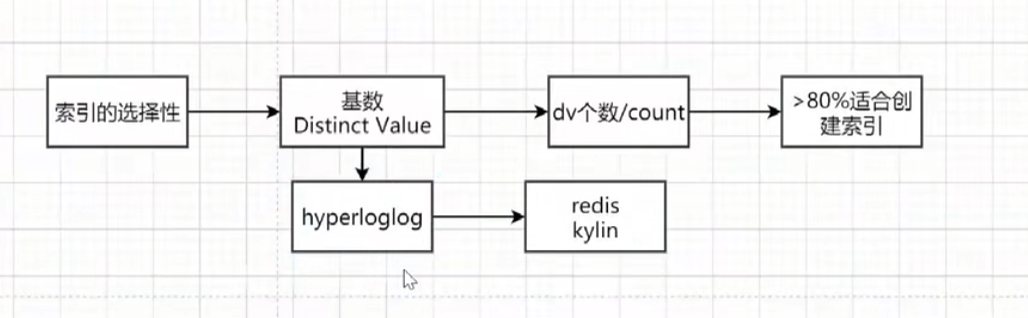 索引的选择性
基数
Distinct Value
dv个数/count
>80%适合创
建索引
hyperloglog
redis
kylin